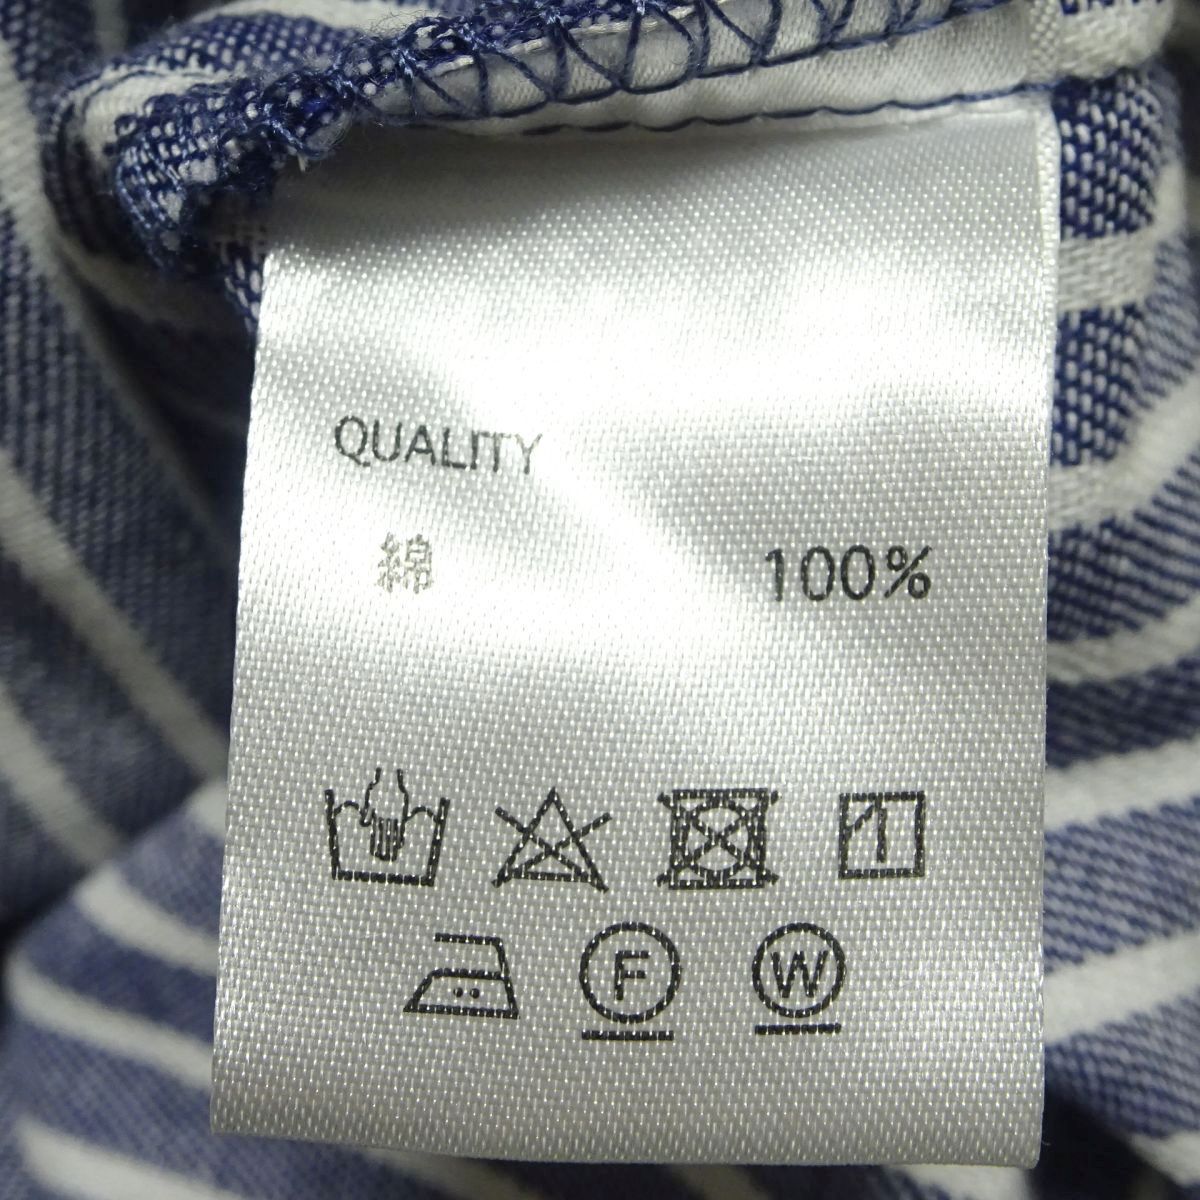 QUALITY
綿 100%
F W